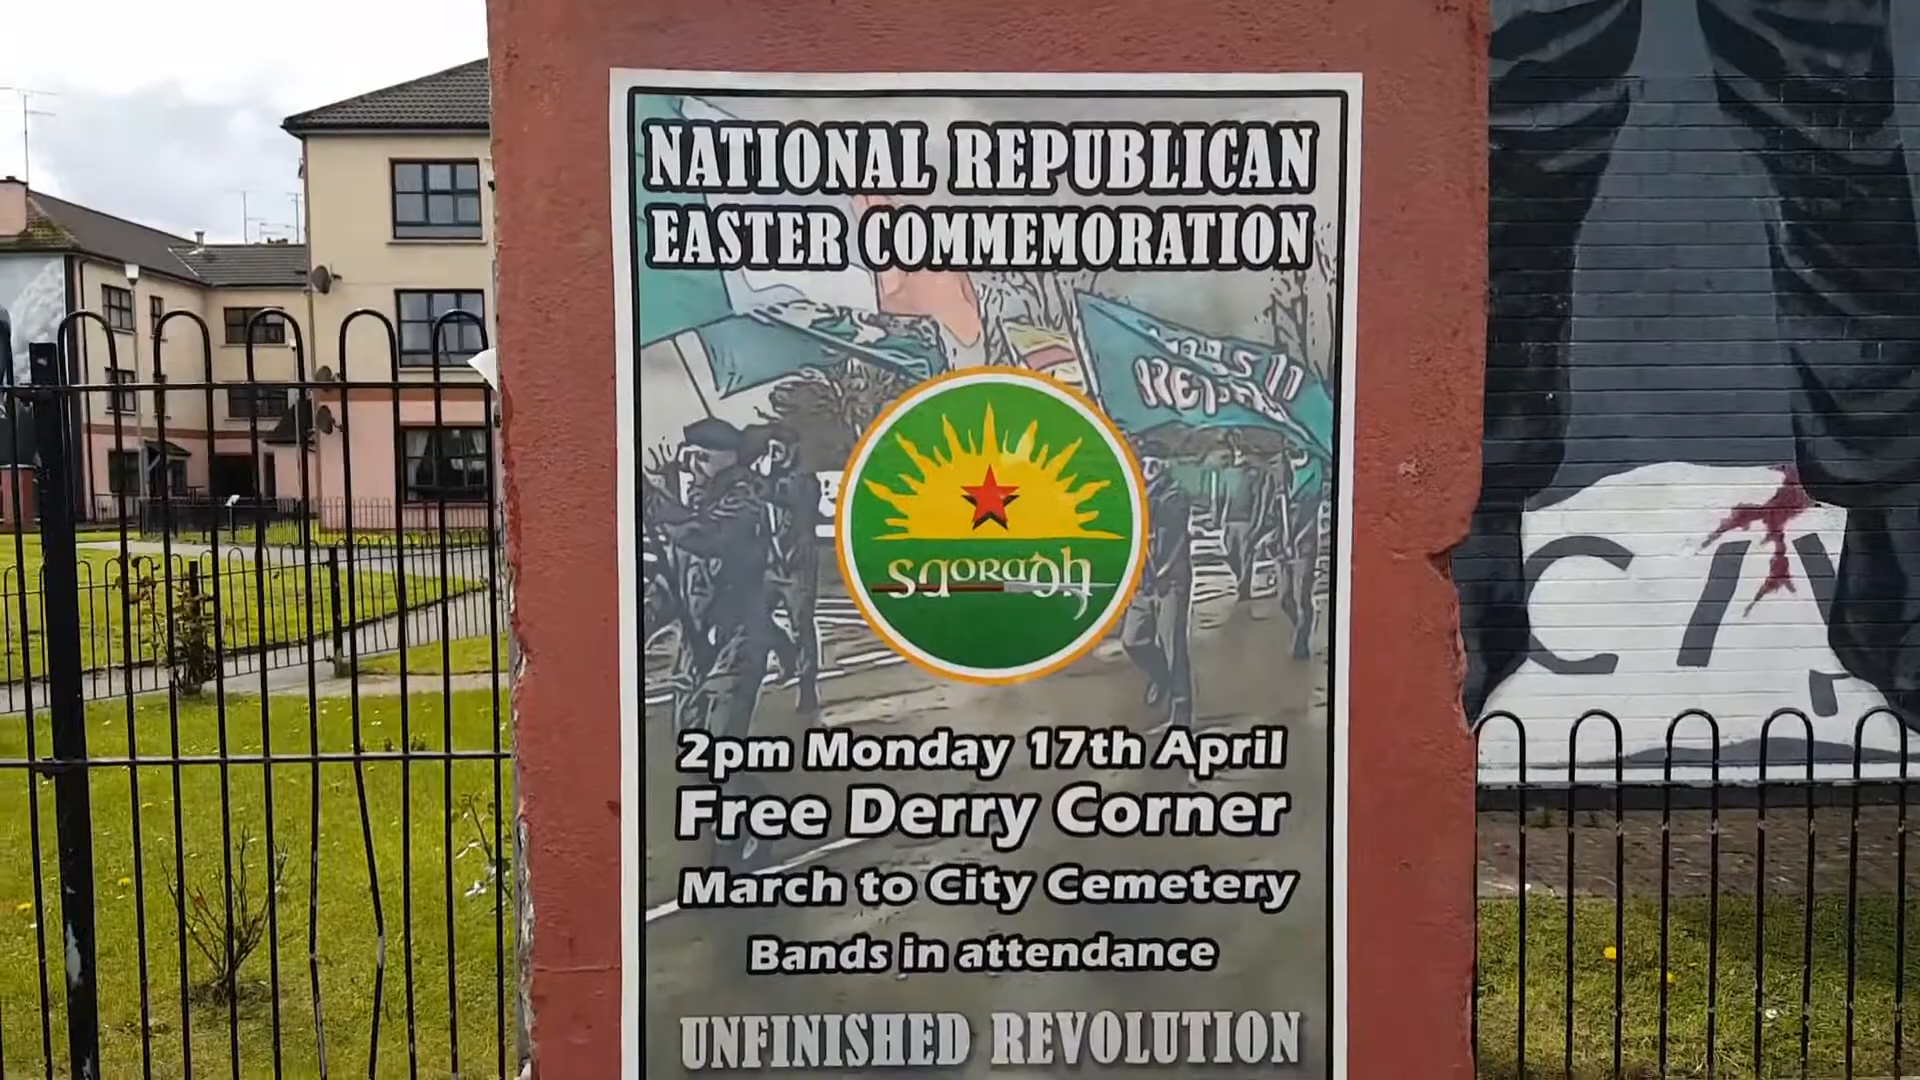 NATIONAL REPUBLICAN
EASTER COMMEMORATION
saoradh
2pm Monday 17th April
Free Derry Corner
March to City Cemetery
Bands in attendance
UNFINISHED REVOLUTION